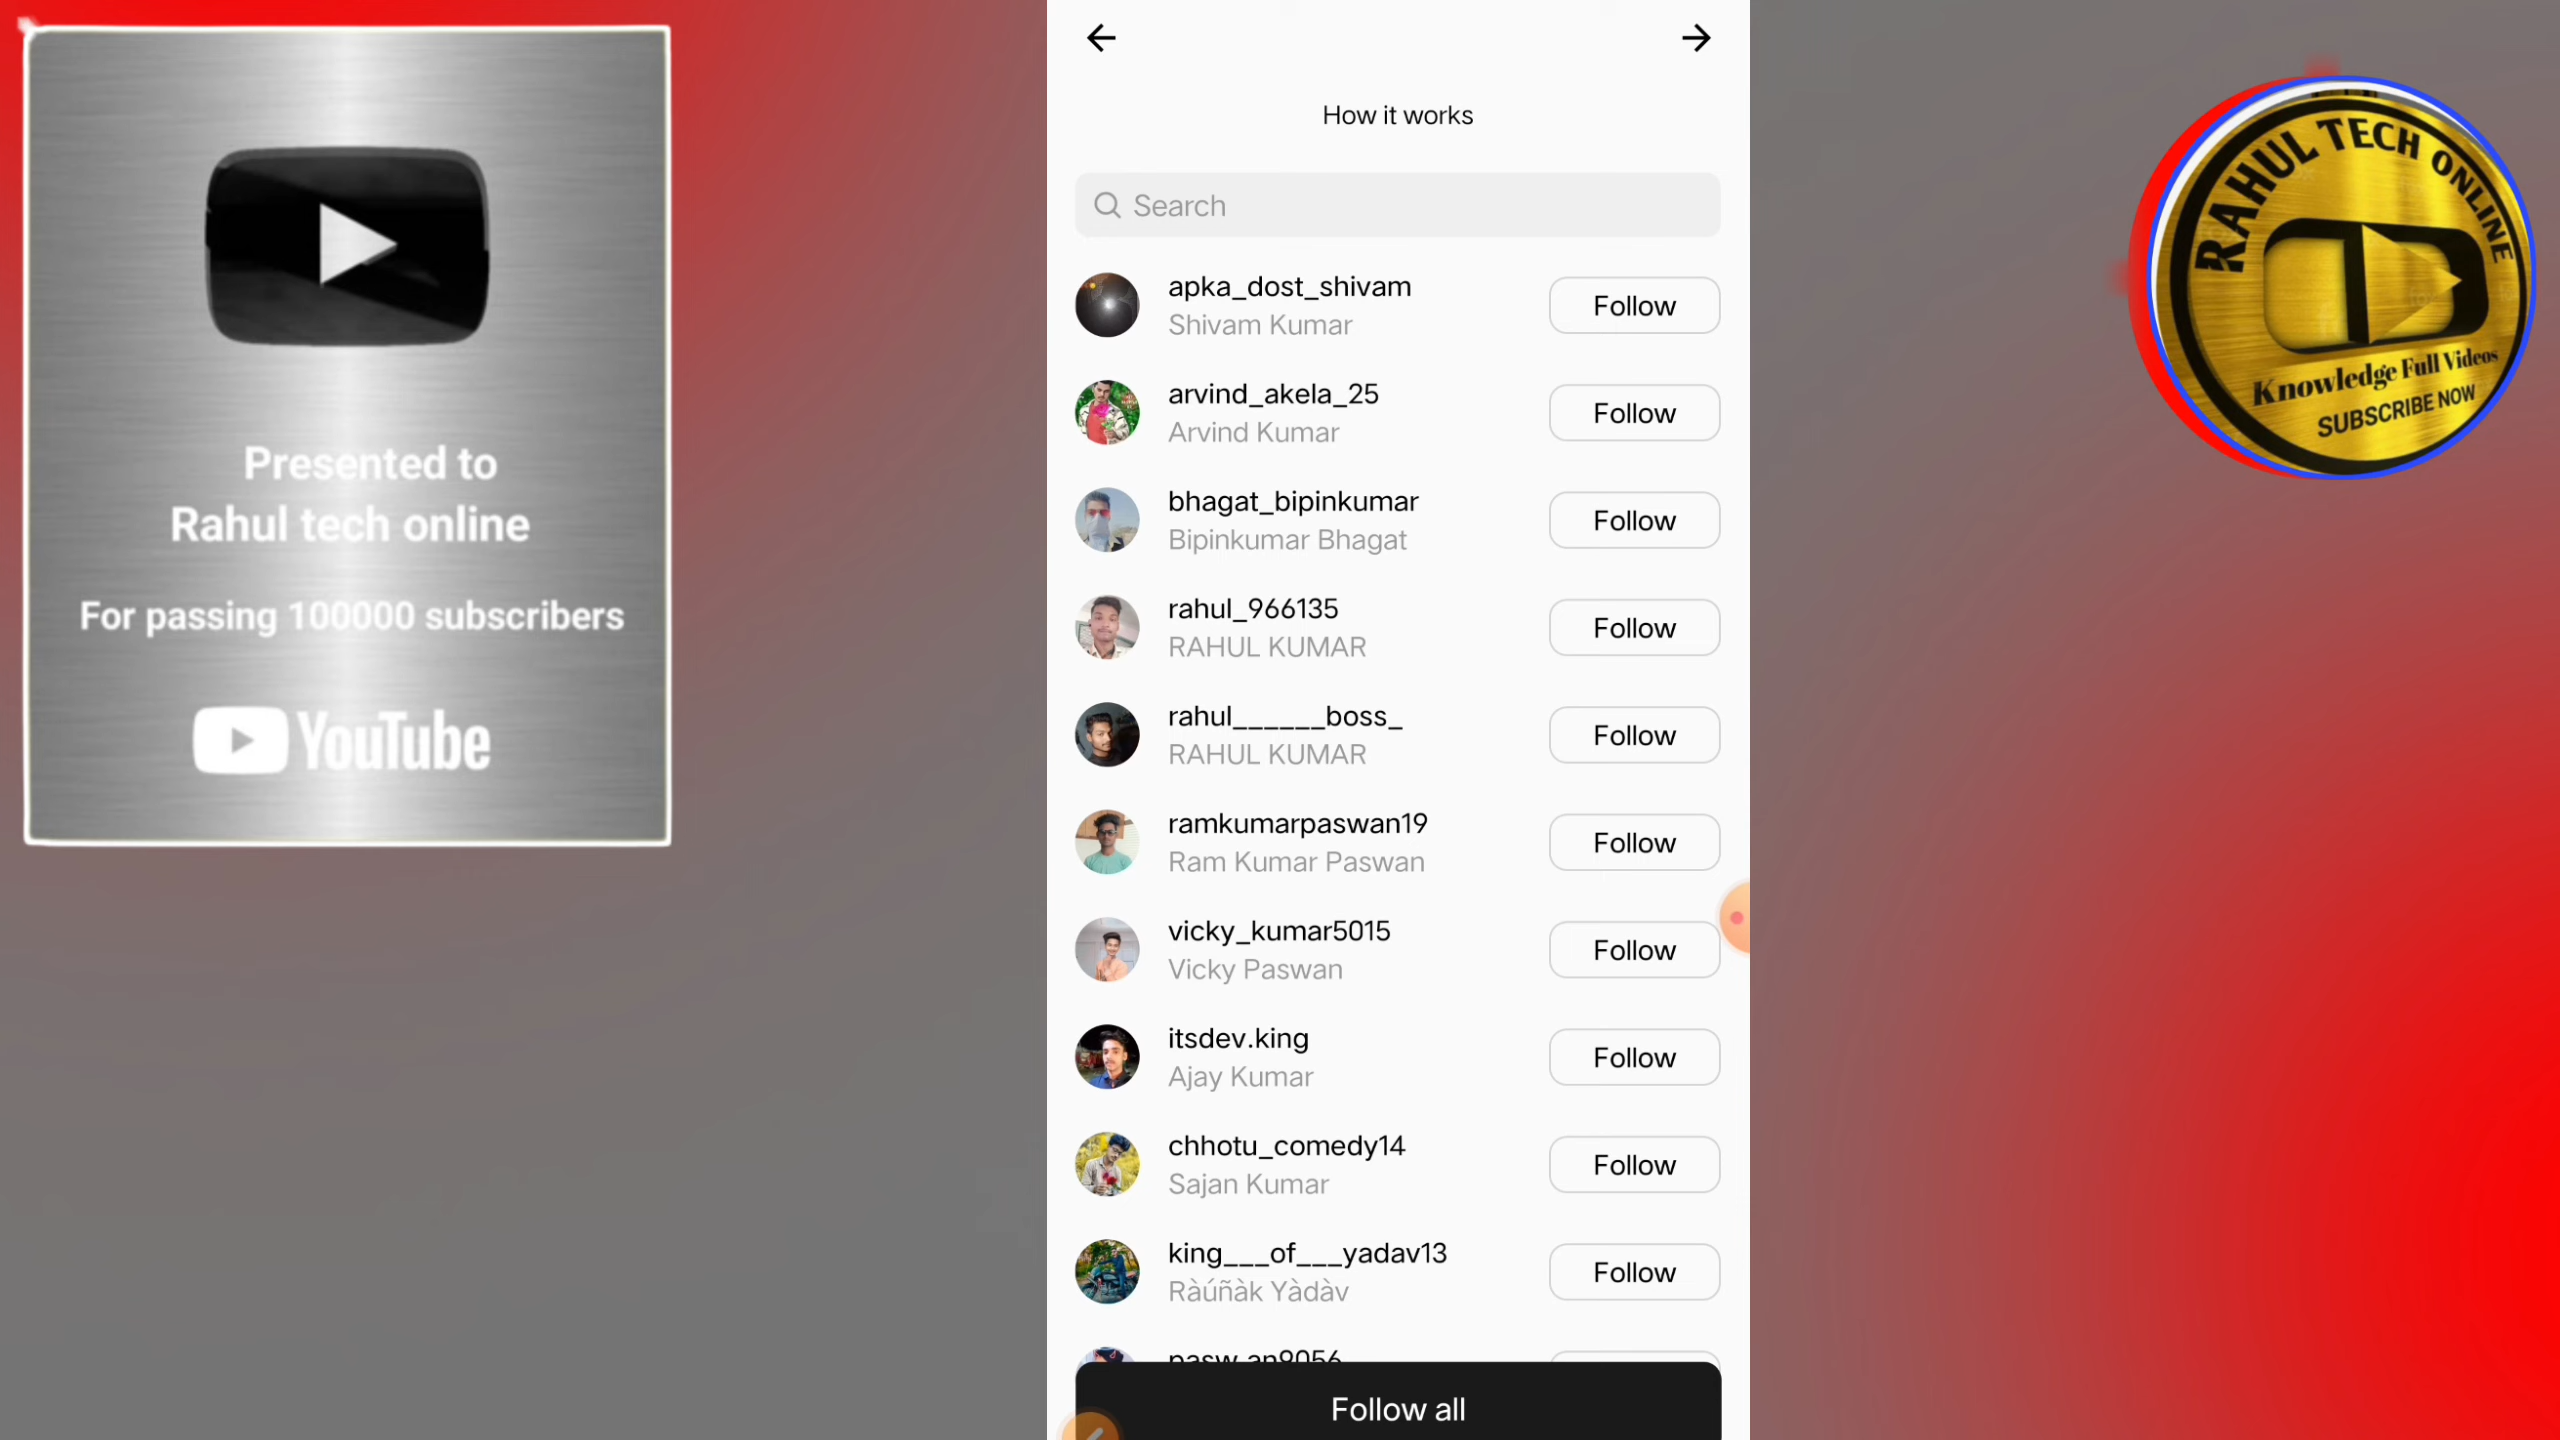 Presented to
Rahul tech online
For passing 100000 subscribers
YouTube
How it works
Search
apka_dost_shivam
Shivam Kumar
Follow
arvind_akela_25
Arvind Kumar
Follow
bhagat_bipinkumar
Bipinkumar Bhagat
Follow
rahul_966135
RAHUL KUMAR
Follow
rahul______boss_
RAHUL KUMAR
Follow
ramkumarpaswan19
Ram Kumar Paswan
Follow
vicky_kumar5015
Vicky Paswan
Follow
itsdev.king
Ajay Kumar
Follow
chhotu_comedy14
Sajan Kumar
Follow
king___of___yadav13
Ràúñàk Yàdàv
Follow
Follow all
RAHUL TECH ONLINE
Knowledge Full Videos
SUBSCRIBE NOW